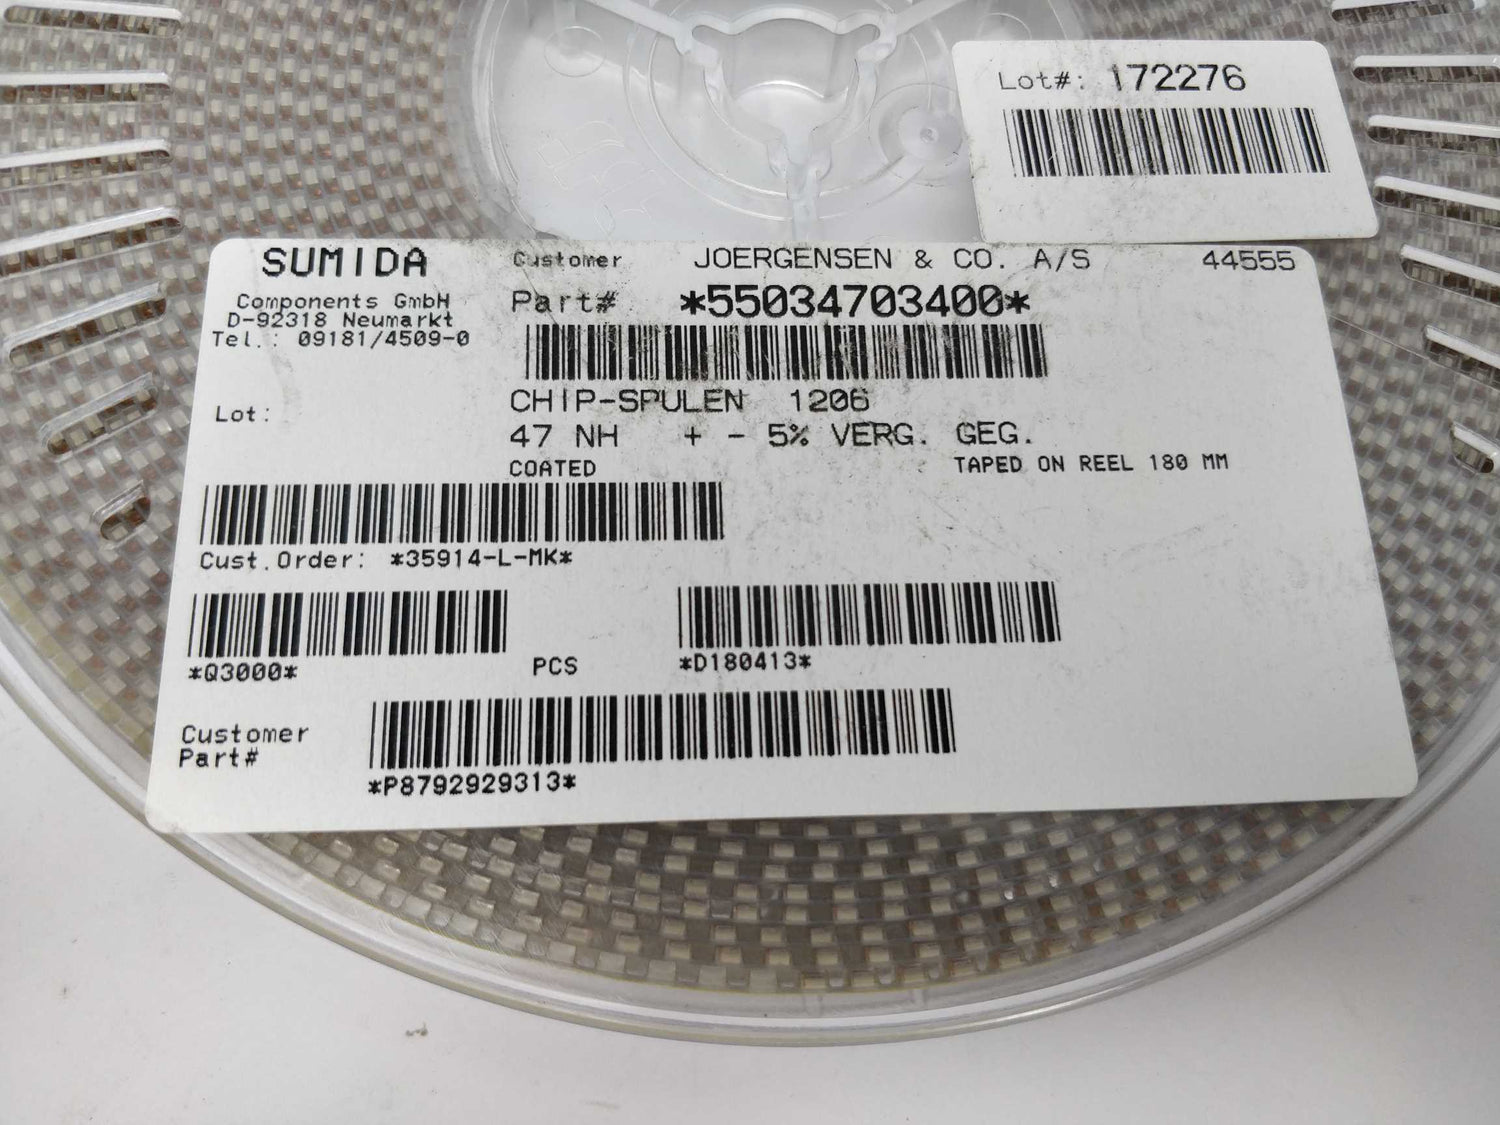 Lot#: 172276
SUMIDA
Components GmbH
D-92318 Neumarkt
Tel.: 09181/4509-0
Customer JOERGENSEN & CO. A/S 44555
Part# *55034703400*
CHIP-SPULEN 1206
Lot:
47 NH + - 5% VERG. GEG.
COATED TAPED ON REEL 180 MM
Cust.Order: *35914-L-MK*
*Q3000* PCS *D180413*
Customer
Part#
*P8792929313*